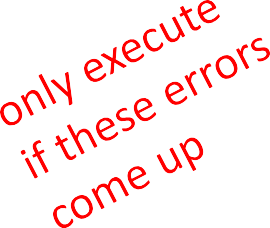 only execute
if these errors
come up